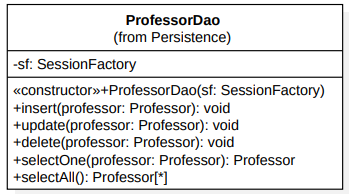 ProfessorDao
(from Persistence)
-sf: SessionFactory
«constructor»+ProfessorDao(sf: SessionFactory)
+insert(professor: Professor): void
+update(professor: Professor): void
+delete(professor: Professor): void
+selectOne(professor: Professor): Professor
+selectAll(): Professor[*]